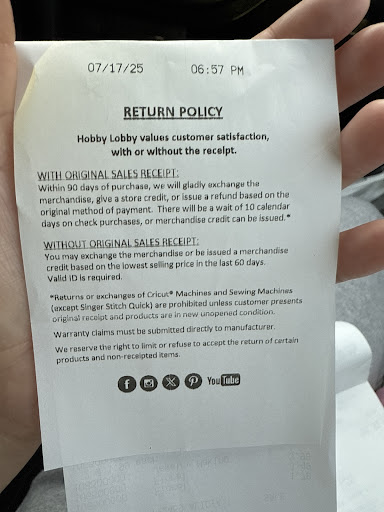 07/17/25 06:57 PM
RETURN POLICY
Hobby Lobby values customer satisfaction,
with or without the receipt.
WITH ORIGINAL SALES RECEIPT:
Within 90 days of purchase, we will gladly exchange the
merchandise, give a store credit, or issue a refund based on the
original method of payment. There will be a wait of 10 calendar
days on check purchases, or merchandise credit can be issued.*
WITHOUT ORIGINAL SALES RECEIPT:
You may exchange the merchandise or be issued a merchandise
credit based on the lowest selling price in the last 60 days.
Valid ID is required.
*Returns or exchanges of Cricut® Machines and Sewing Machines
(except Singer Stitch Quick) are prohibited unless customer presents
original receipt and products are in new unopened condition.
Warranty claims must be submitted directly to manufacturer.
We reserve the right to limit or refuse to accept the return of certain
products and non-receipted items.
YouTube